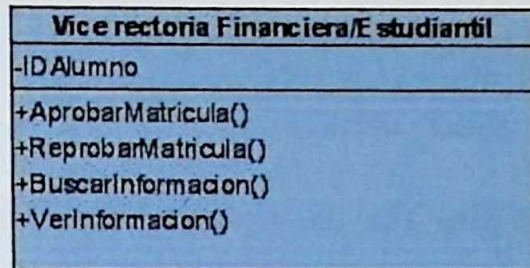 Vice rectoria Financiera/Estudiantil
-IDAlumno
+AprobarMatricula()
+ReprobarMatricula()
+BuscarInformacion()
+VerInformacion()